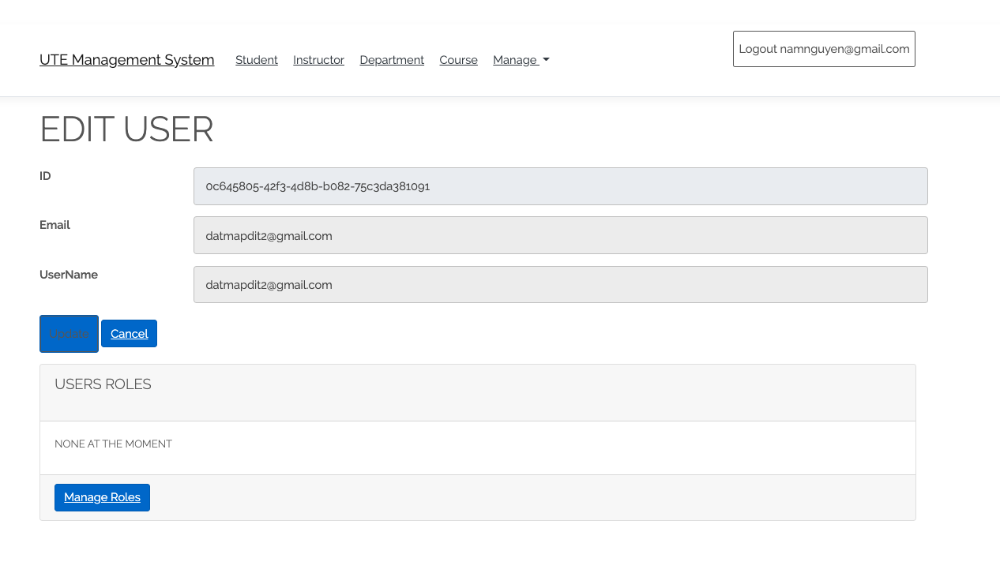 UTE Management System Student Instructor Department Course Manage Logout namnguyen@gmail.com
EDIT USER
ID 0c645805-42f3-4d8b-b082-75c3da381091
Email datmapdit2@gmail.com
UserName datmapdit2@gmail.com
Update Cancel
USERS ROLES
NONE AT THE MOMENT
Manage Roles